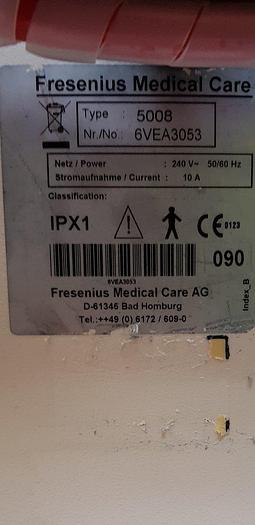 Fresenius Medical Care
Type : 5008
Nr./No.: 6VEA3053
Netz / Power : 240 V~ 50/60 Hz
Stromaufnahme / Current : 10 A
Classification:
IPX1 CE 0123
090
6VEA3053
Fresenius Medical Care AG
D-61346 Bad Homburg
Tel.:++49 (0) 6172 / 609-0
Index_B